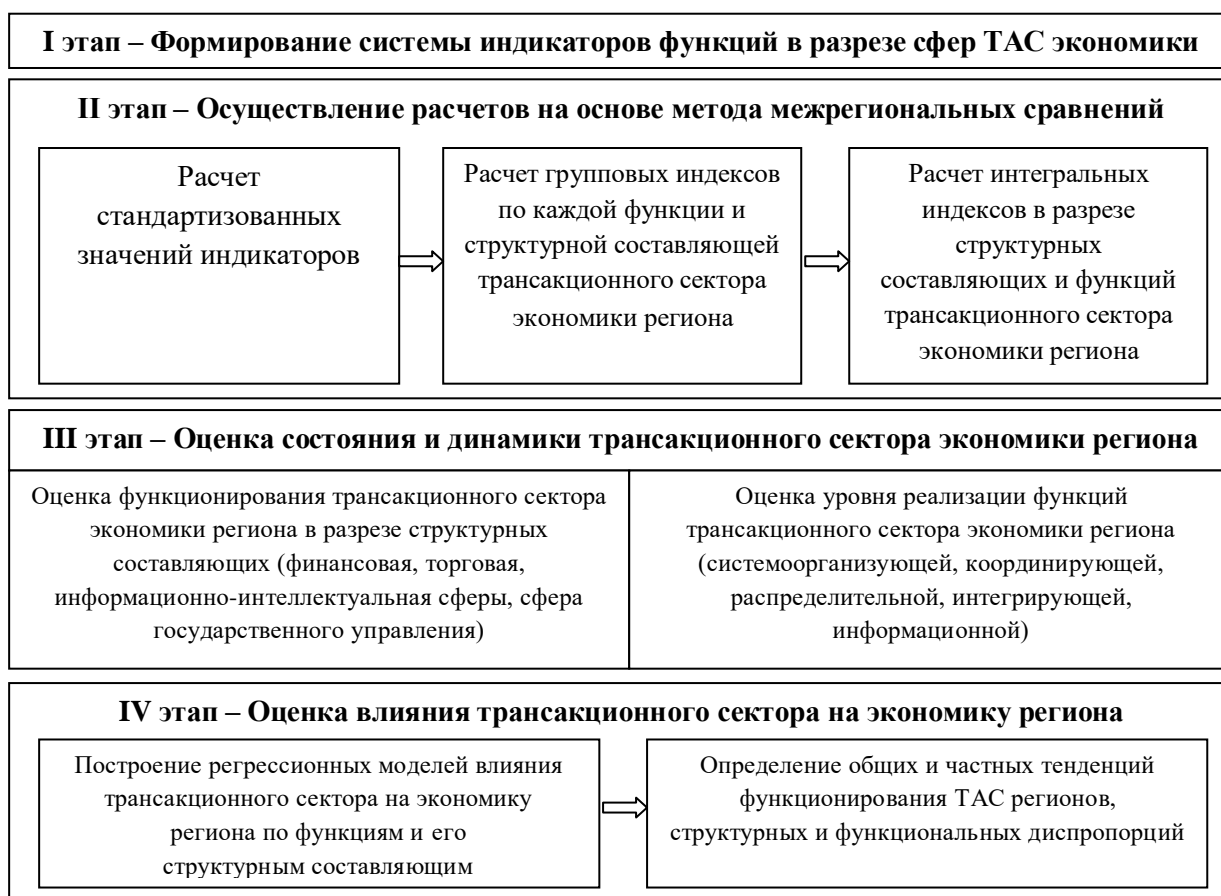 I этап – Формирование системы индикаторов функций в разрезе сфер ТАС экономики
II этап – Осуществление расчетов на основе метода межрегиональных сравнений
Расчет
стандартизованных
значений индикаторов
Расчет групповых индексов
по каждой функции и
структурной составляющей
трансакционного сектора
экономики региона
Расчет интегральных
индексов в разрезе
структурных
составляющих и функций
трансакционного сектора
экономики региона
III этап – Оценка состояния и динамики трансакционного сектора экономики региона
Оценка функционирования трансакционного сектора
экономики региона в разрезе структурных
составляющих (финансовая, торговая,
информационно-интеллектуальная сферы, сфера
государственного управления)
Оценка уровня реализации функций
трансакционного сектора экономики региона
(системоорганизующей, координирующей,
распределительной, интегрирующей,
информационной)
IV этап – Оценка влияния трансакционного сектора на экономику региона
Построение регрессионных моделей влияния
трансакционного сектора на экономику
региона по функциям и его
структурным составляющим
Определение общих и частных тенденций
функционирования ТАС регионов,
структурных и функциональных диспропорций